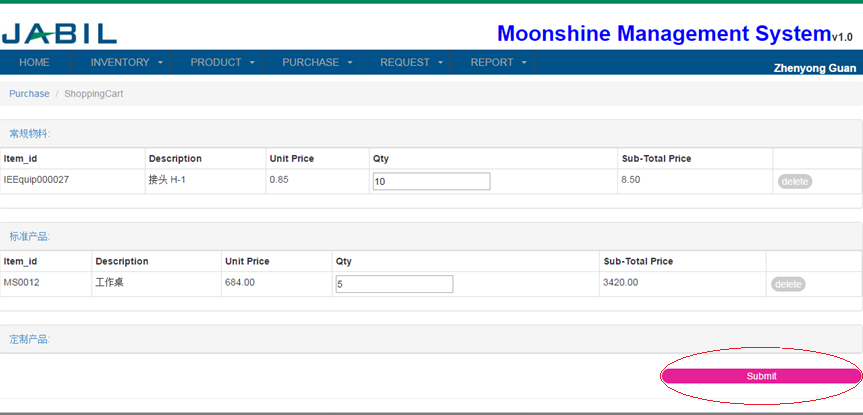 JABIL
Moonshine Management Systemv1.0
HOME INVENTORY PRODUCT PURCHASE REQUEST REPORT
Zhenyong Guan
Purchase / ShoppingCart
常规物料:
Item_id Description Unit Price Qty Sub-Total Price
IEEquip000027 接头 H-1 0.85 10 8.50 delete
标准产品:
Item_id Description Unit Price Qty Sub-Total Price
MS0012 工作桌 684.00 5 3420.00 delete
定制产品:
Submit